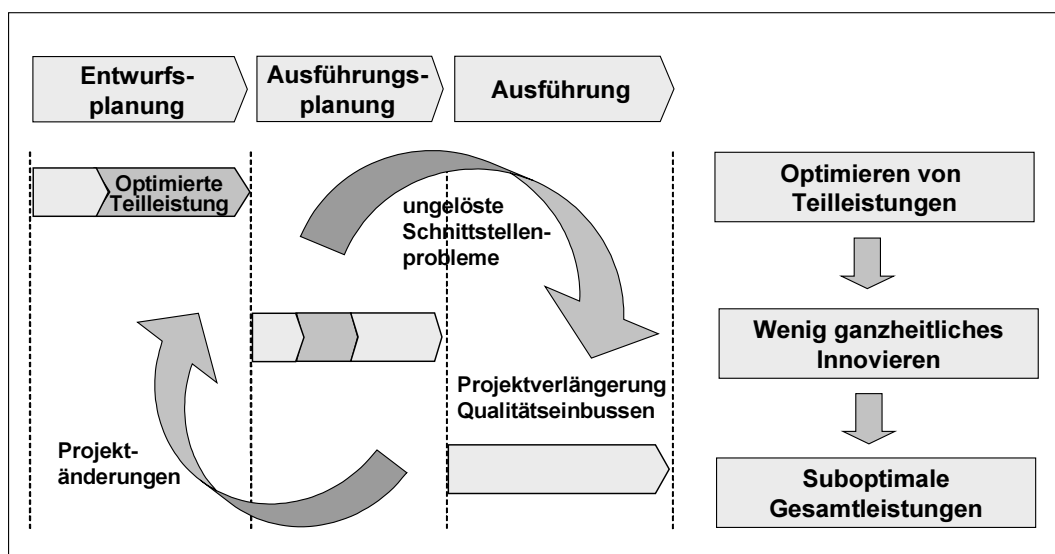 Entwurfs-
planung
Ausführungs-
planung
Ausführung
Optimierte
Teilleistung
ungelöste
Schnittstellen-
probleme
Projektverlängerung
Qualitätseinbussen
Projekt-
änderungen
Optimieren von
Teilleistungen
Wenig ganzheitliches
Innovieren
Suboptimale
Gesamtleistungen